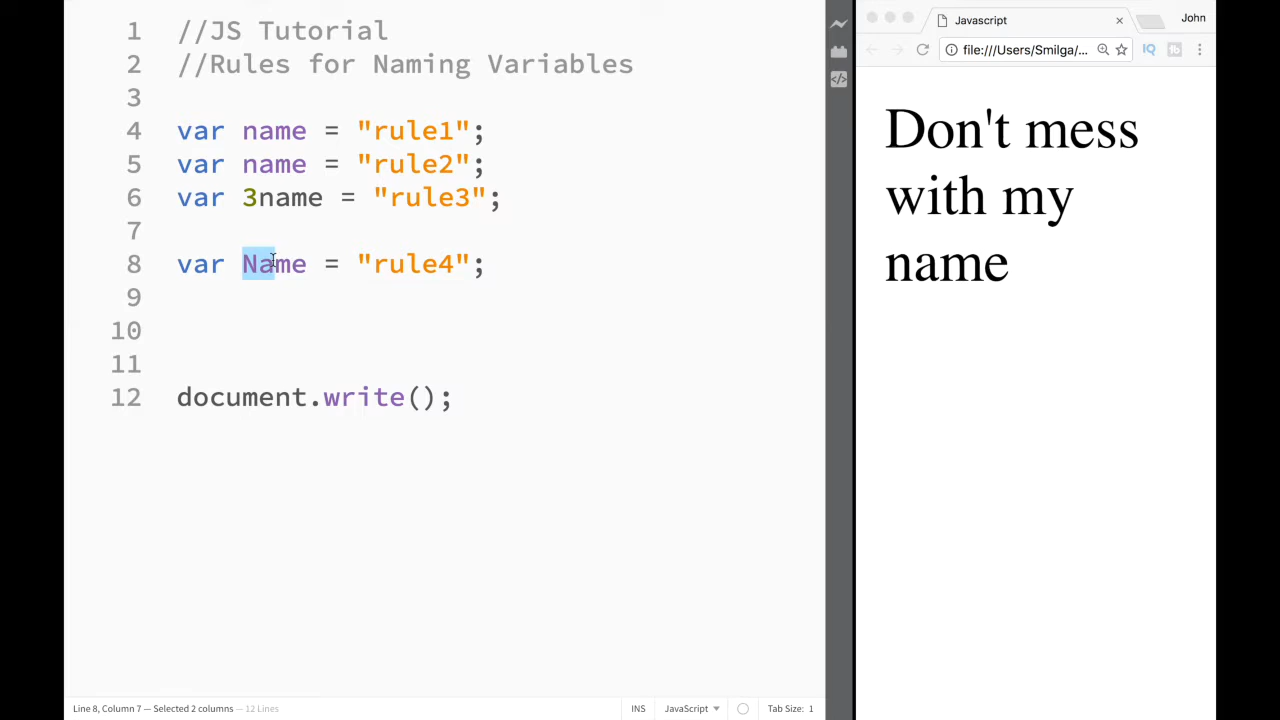 1 //JS Tutorial
2 //Rules for Naming Variables
3
4 var name = "rule1";
5 var name = "rule2";
6 var 3name = "rule3";
7
8 var Name = "rule4";
9
10
11
12 document.write();
Line 8, Column 7 — Selected 2 columns — 12 Lines
INS JavaScript Tab Size: 1
Javascript
John
file:///Users/Smilga/...
IQ
tb
Don't mess
with my
name